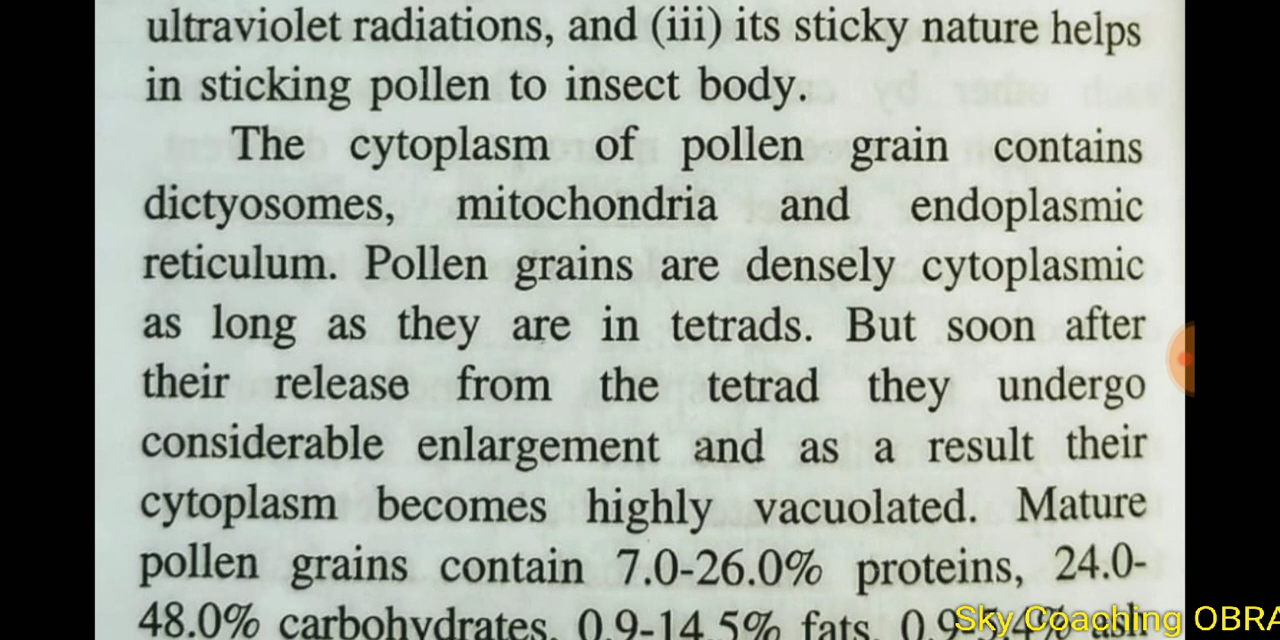 ultraviolet radiations, and (iii) its sticky nature helps
in sticking pollen to insect body.
The cytoplasm of pollen grain contains
dictyosomes, mitochondria and endoplasmic
reticulum. Pollen grains are densely cytoplasmic
as long as they are in tetrads. But soon after
their release from the tetrad they undergo
considerable enlargement and as a result their
cytoplasm becomes highly vacuolated. Mature
pollen grains contain 7.0-26.0% proteins, 24.0-
48.0% carbohydrates, 0.9-14.5% fats,
Sky Coaching OBRA